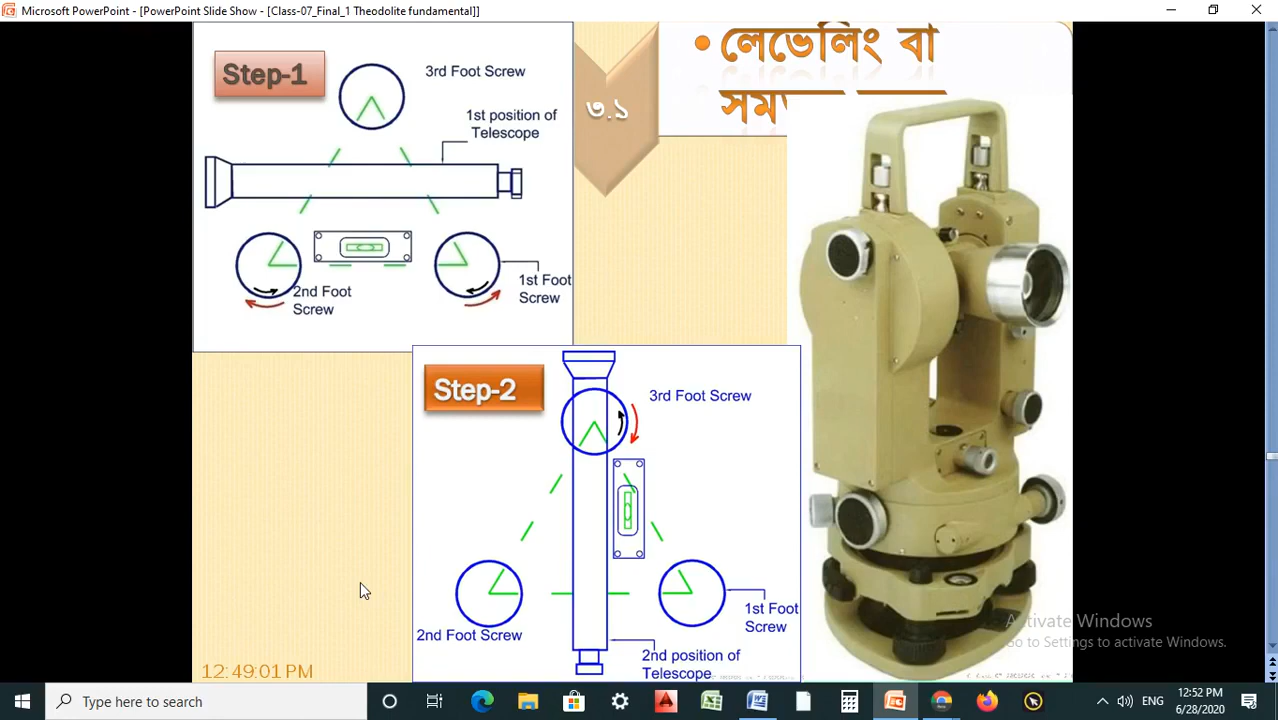 Microsoft PowerPoint - [PowerPoint Slide Show - [Class-07_Final_1 Theodolite fundamental]]
৩.১
• লেভেলিং বা
Step-1
3rd Foot Screw
1st position of
Telescope
2nd Foot
Screw
1st Foot
Screw
Step-2
3rd Foot Screw
2nd Foot Screw
1st Foot
Screw
2nd position of
Telescope
12:49:01 PM
Activate Windows
Go to Settings to activate Windows.
Type here to search
ENG
12:52 PM
6/28/2020